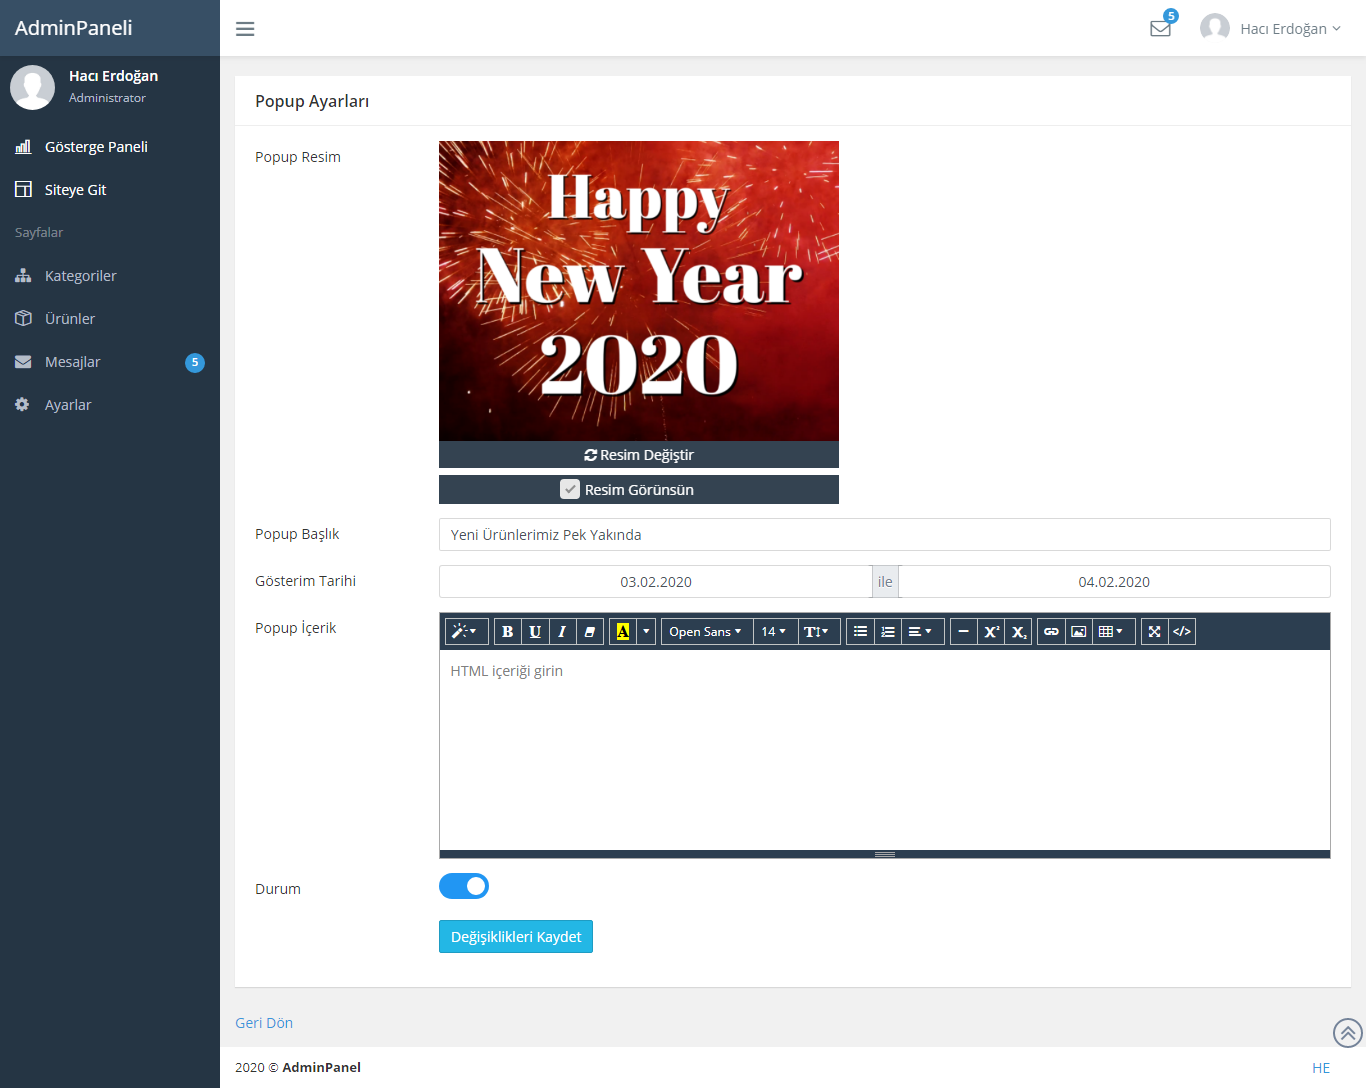 AdminPaneli
5
Hacı Erdoğan
Hacı Erdoğan
Administrator
Gösterge Paneli
Siteye Git
Sayfalar
Kategoriler
Ürünler
Mesajlar 5
Ayarlar
Popup Ayarları
Popup Resim
Happy
New Year
2020
Resim Değiştir
Resim Görünsün
Popup Başlık
Yeni Ürünlerimiz Pek Yakında
Gösterim Tarihi
03.02.2020 ile 04.02.2020
Popup İçerik
B U I A Open Sans 14 T X² X₂ </>
HTML içeriği girin
Durum
Değişiklikleri Kaydet
Geri Dön
2020 © AdminPanel
HE